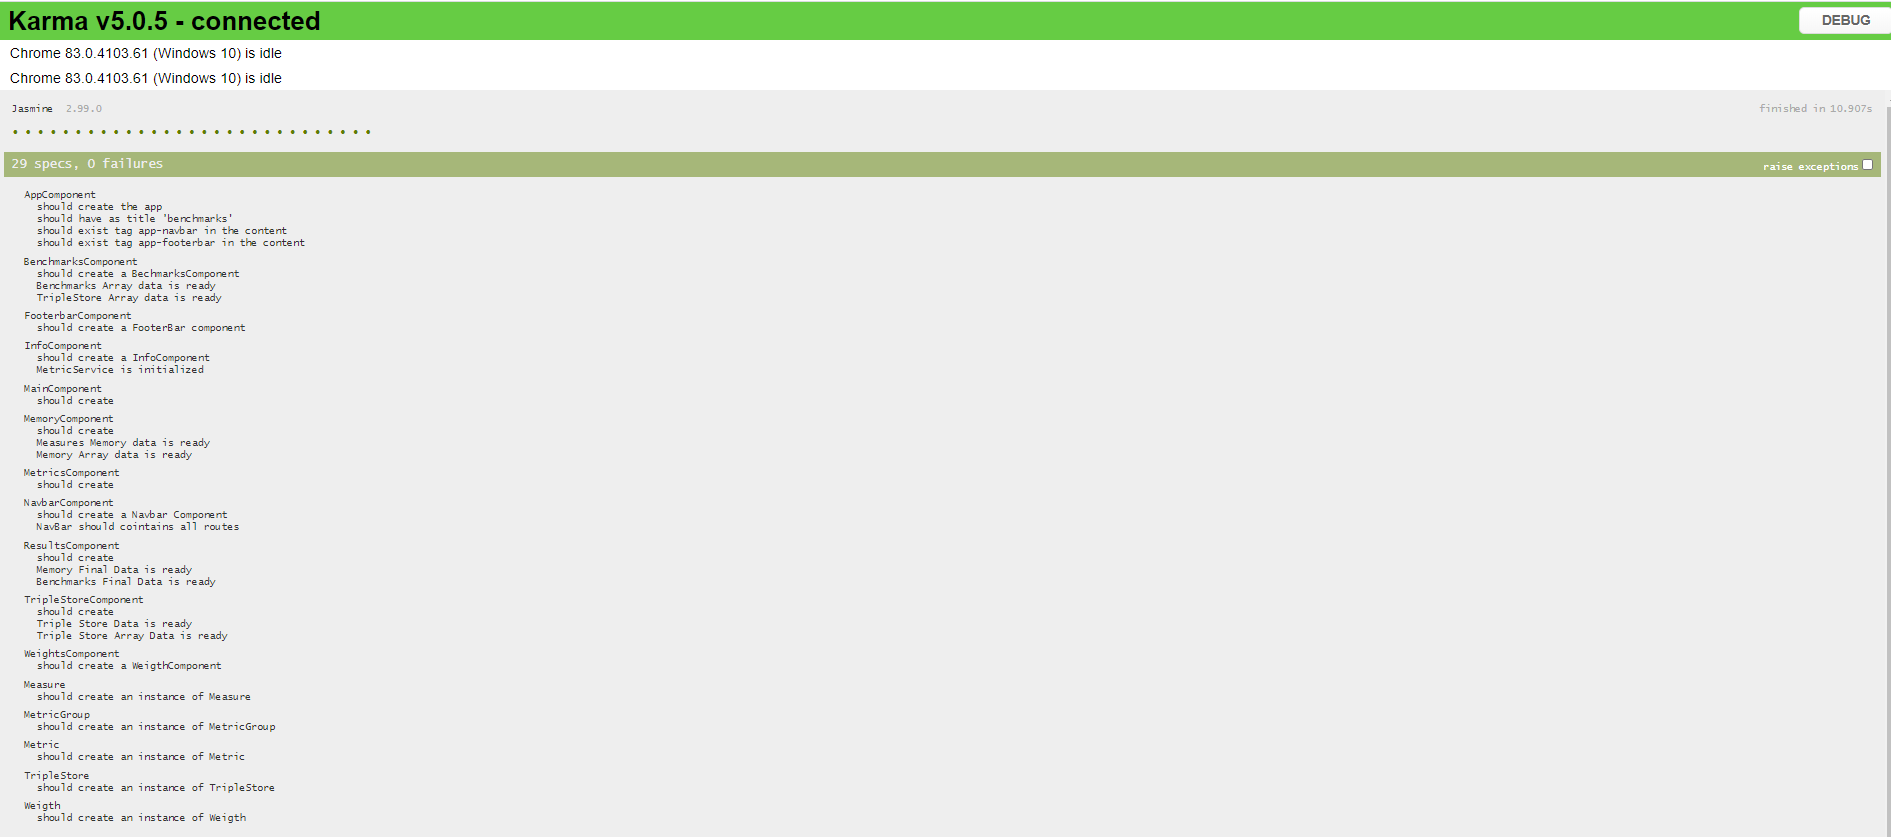 Karma v5.0.5 - connected
DEBUG
Chrome 83.0.4103.61 (Windows 10) is idle
Chrome 83.0.4103.61 (Windows 10) is idle
Jasmine 2.99.0
finished in 10.907s
29 specs, 0 failures
raise exceptions
AppComponent
should create the app
should have as title 'benchmarks'
should exist tag app-navbar in the content
should exist tag app-footerbar in the content
BenchmarksComponent
should create a BechmarksComponent
Benchmarks Array data is ready
TripleStore Array data is ready
FooterbarComponent
should create a FooterBar component
InfoComponent
should create a InfoComponent
MetricService is initialized
MainComponent
should create
MemoryComponent
should create
Measures Memory data is ready
Memory Array data is ready
MetricsComponent
should create
NavbarComponent
should create a Navbar Component
NavBar should cointains all routes
ResultsComponent
should create
Memory Final Data is ready
Benchmarks Final Data is ready
TripleStoreComponent
should create
Triple Store Data is ready
Triple Store Array Data is ready
WeightsComponent
should create a WeigthComponent
Measure
should create an instance of Measure
MetricGroup
should create an instance of MetricGroup
Metric
should create an instance of Metric
TripleStore
should create an instance of TripleStore
Weigth
should create an instance of Weigth